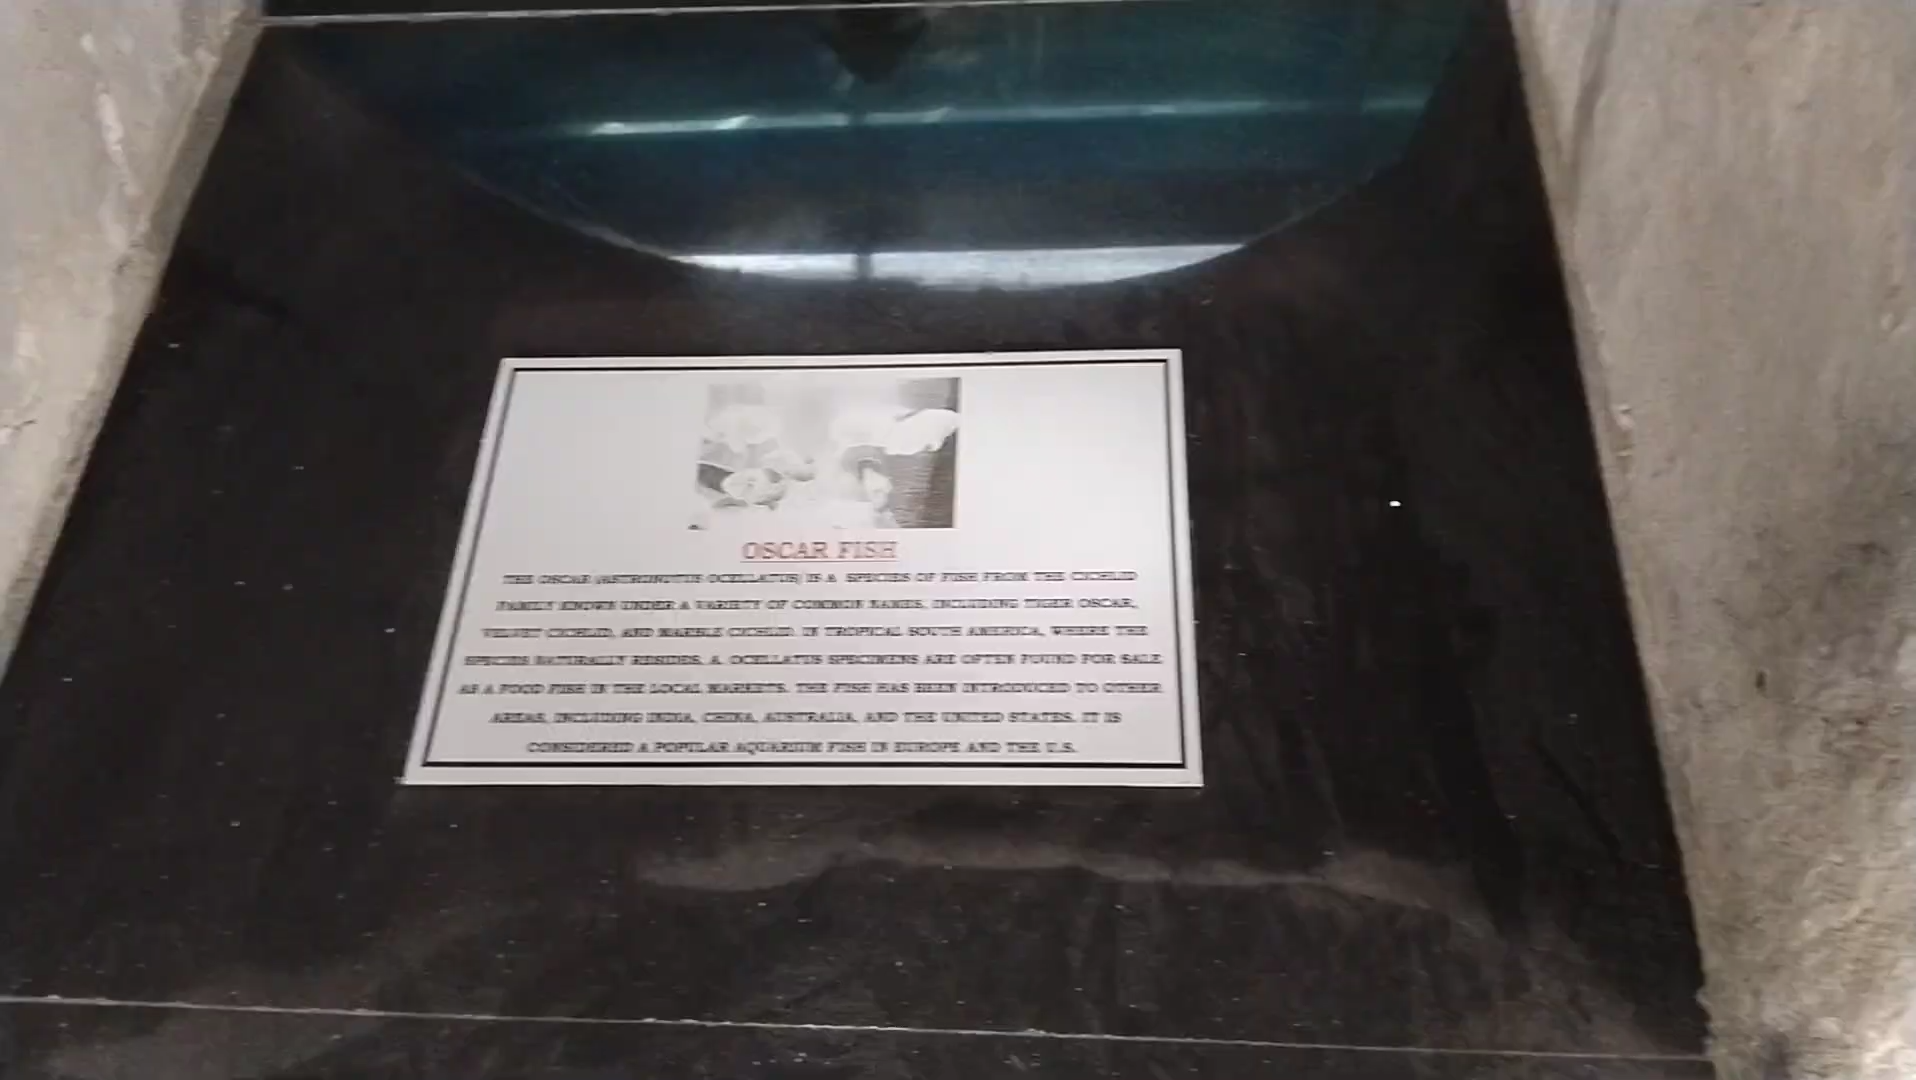 OSCAR FISH
THE OSCAR (ASTRONOTUS OCELLATUS) IS A SPECIES OF FISH FROM THE CICHLID
FAMILY KNOWN UNDER A VARIETY OF COMMON NAMES, INCLUDING TIGER OSCAR,
VELVET CICHLID, AND MARBLE CICHLID. IN TROPICAL SOUTH AMERICA, WHERE THE
SPECIES NATURALLY RESIDES, A. OCELLATUS SPECIMENS ARE OFTEN FOUND FOR SALE
AS A FOOD FISH IN THE LOCAL MARKETS. THE FISH HAS BEEN INTRODUCED TO OTHER
AREAS, INCLUDING INDIA, CHINA, AUSTRALIA, AND THE UNITED STATES. IT IS
CONSIDERED A POPULAR AQUARIUM FISH IN EUROPE AND THE U.S.